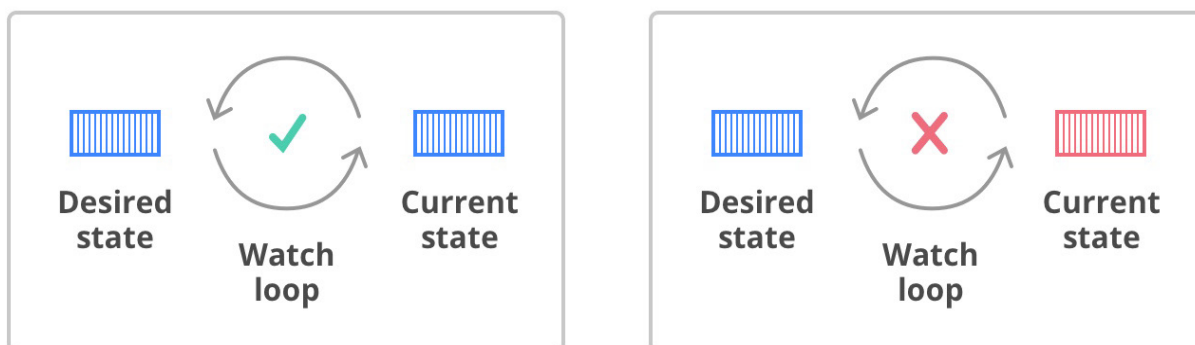 Desired
state
Watch
loop
Current
state
Desired
state
Watch
loop
Current
state